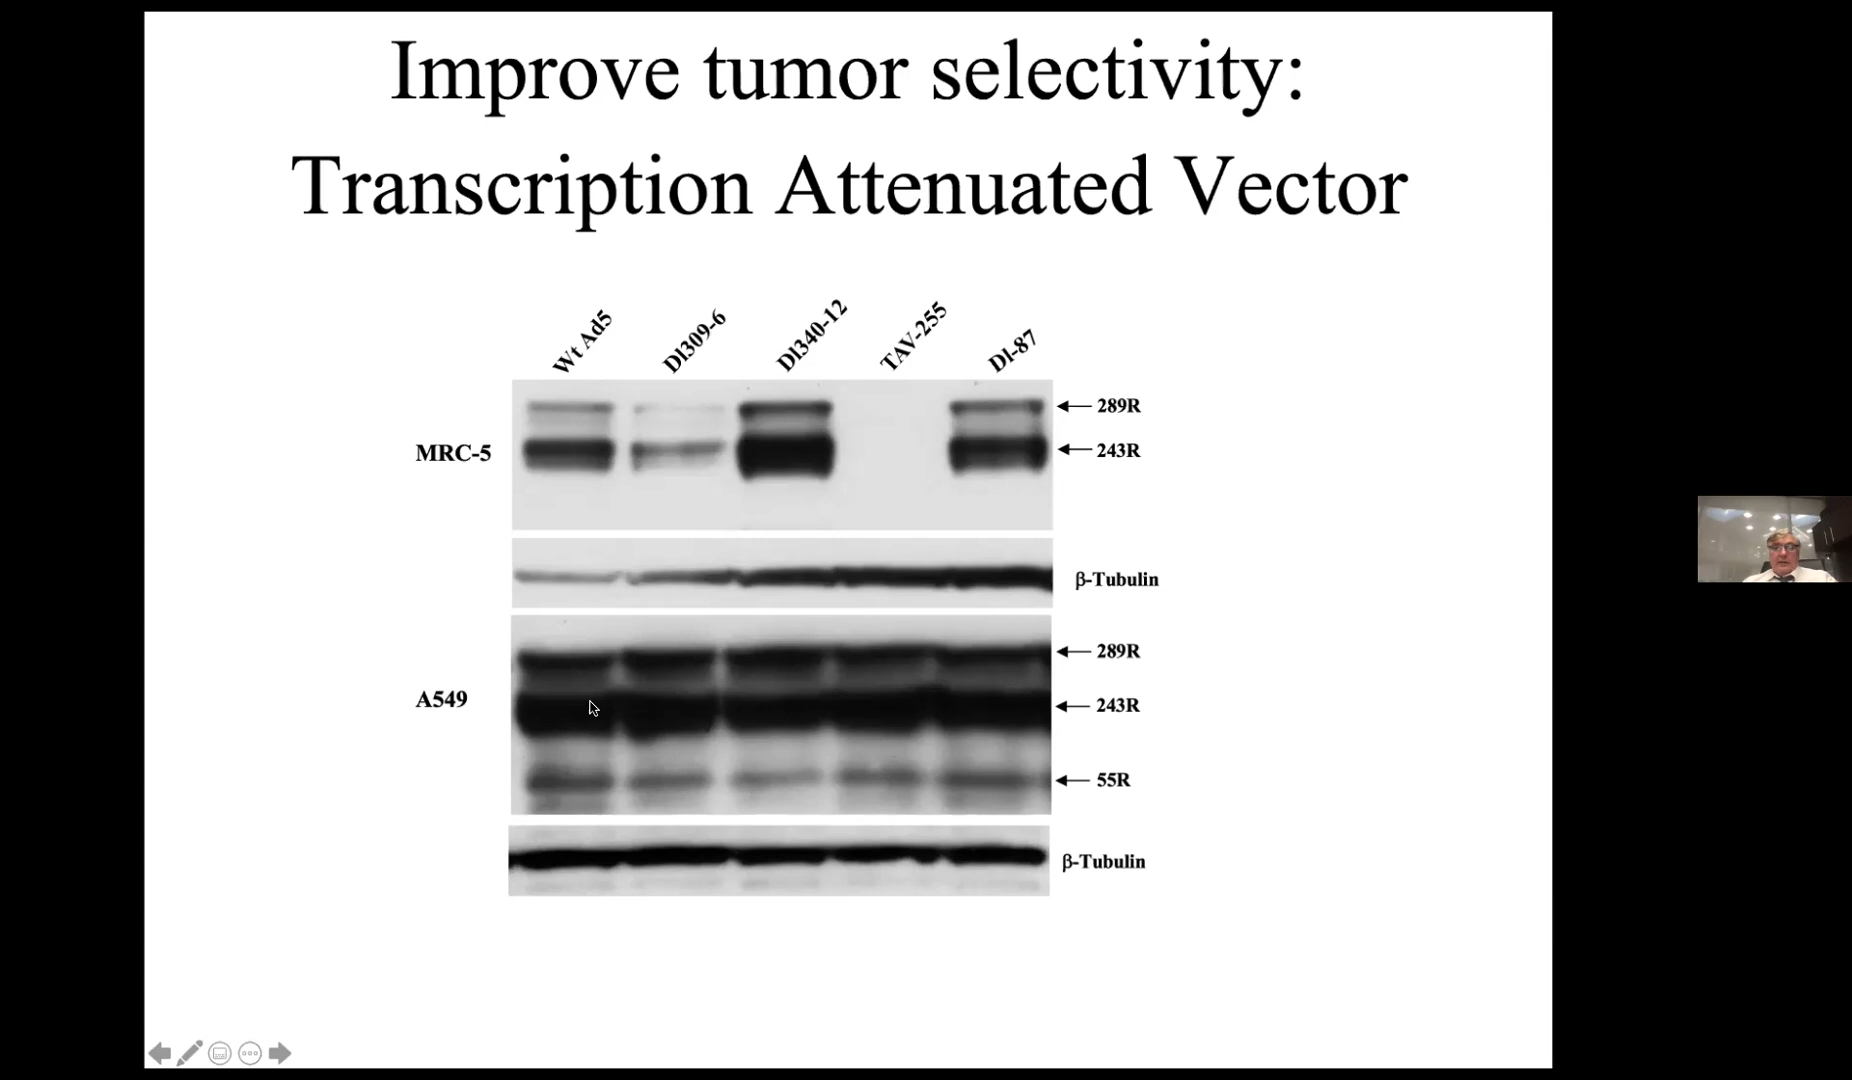 Improve tumor selectivity:
Transcription Attenuated Vector
Wt Ad5
Dl309-6
Dl340-12
TAV-255
Dl-87
289R
MRC-5
243R
β-Tubulin
289R
A549
243R
55R
β-Tubulin